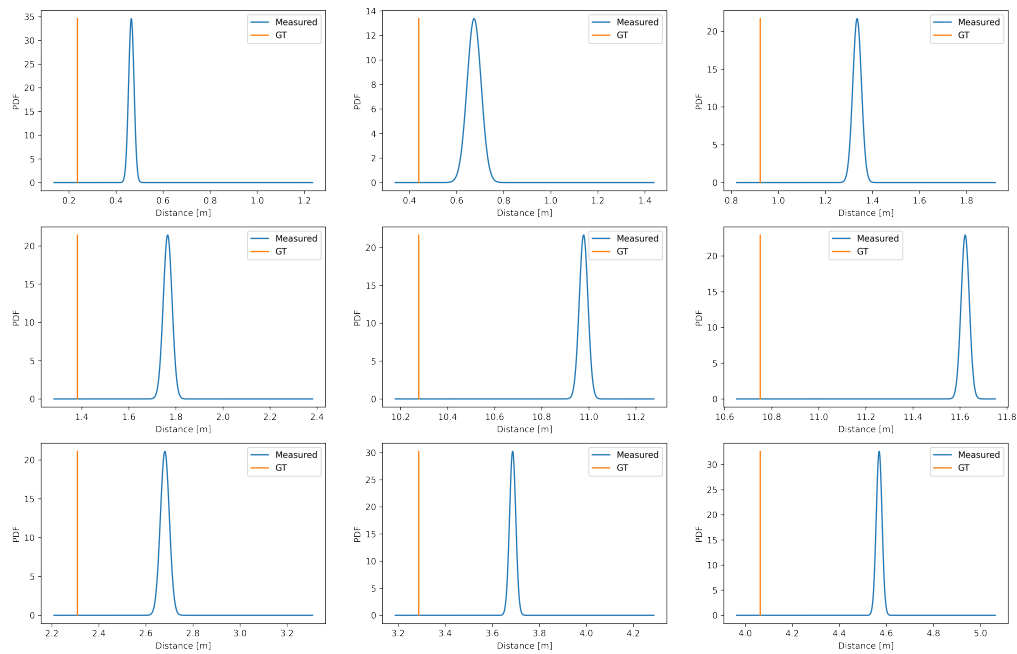 35
30
25
20
15
10
5
0
PDF
0.2 0.4 0.6 0.8 1.0 1.2
Distance [m]
Measured
GT
14
12
10
8
6
4
2
0
PDF
0.4 0.6 0.8 1.0 1.2 1.4
Distance [m]
Measured
GT
20
15
10
5
0
PDF
0.8 1.0 1.2 1.4 1.6 1.8
Distance [m]
Measured
GT
20
15
10
5
0
PDF
1.4 1.6 1.8 2.0 2.2 2.4
Distance [m]
Measured
GT
20
15
10
5
0
PDF
10.2 10.4 10.6 10.8 11.0 11.2
Distance [m]
Measured
GT
20
15
10
5
0
PDF
10.6 10.8 11.0 11.2 11.4 11.6 11.8
Distance [m]
Measured
GT
20
15
10
5
0
PDF
2.2 2.4 2.6 2.8 3.0 3.2
Distance [m]
Measured
GT
30
25
20
15
10
5
0
PDF
3.2 3.4 3.6 3.8 4.0 4.2
Distance [m]
Measured
GT
30
25
20
15
10
5
0
PDF
4.0 4.2 4.4 4.6 4.8 5.0
Distance [m]
Measured
GT